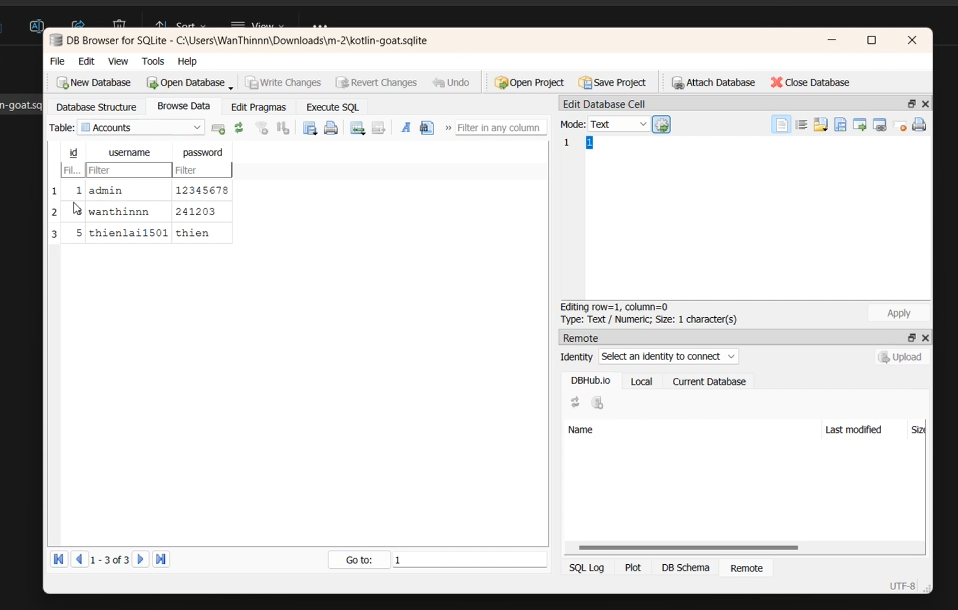 Sort
View
n-goat.sq
DB Browser for SQLite - C:\Users\WanThinnn\Downloads\m-2\kotlin-goat.sqlite
File Edit View Tools Help
New Database Open Database Write Changes Revert Changes Undo Open Project Save Project Attach Database Close Database
Database Structure Browse Data Edit Pragmas Execute SQL
Table: Accounts Filter in any column
id username password
Fil... Filter Filter
1 1 admin 12345678
2 wanthinnn 241203
3 5 thienlai1501 thien
1 - 3 of 3 Go to: 1
Edit Database Cell
Mode: Text
1 1
Editing row=1, column=0
Type: Text / Numeric; Size: 1 character(s)
Apply
Remote
Identity Select an identity to connect Upload
DBHub.io Local Current Database
Name Last modified Size
SQL Log Plot DB Schema Remote
UTF-8